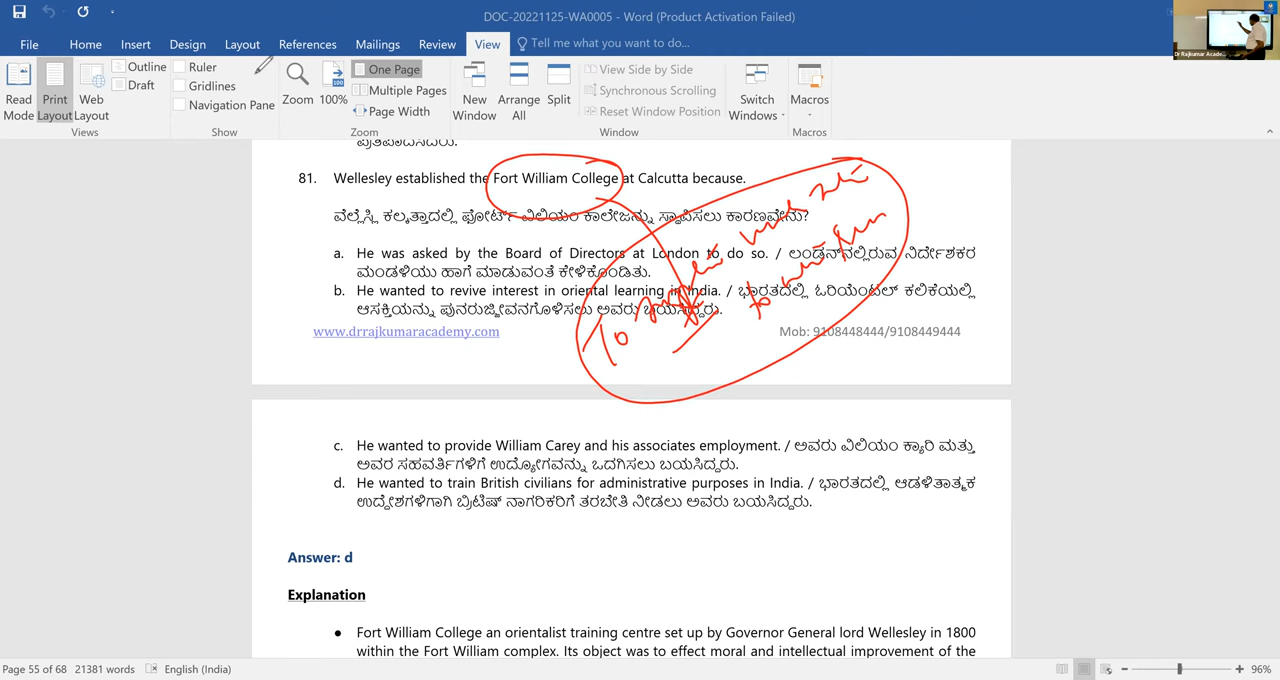 DOC-20221125-WA0005 - Word (Product Activation Failed)
File Home Insert Design Layout References Mailings Review View Tell me what you want to do...
Read Mode
Print Layout
Web Layout
Outline
Draft
Views
Ruler
Gridlines
Navigation Pane
Show
Zoom
100%
One Page
Multiple Pages
Page Width
Zoom
New Window
Arrange All
Split
View Side by Side
Synchronous Scrolling
Reset Window Position
Window
Switch Windows
Macros
Macros
Dr Rajkumar Acade...
ಪ್ರತಿಪಾದಿಸಿದರು.
81. Wellesley established the Fort William College at Calcutta because.
ವೆಲ್ಲೆಸ್ಲಿ ಕಲ್ಕತ್ತಾದಲ್ಲಿ ಫೋರ್ಟ್ ವಿಲಿಯಂ ಕಾಲೇಜನ್ನು ಸ್ಥಾಪಿಸಲು ಕಾರಣವೇನು?
a. He was asked by the Board of Directors at London to do so. / ಲಂಡನ್‌ನಲ್ಲಿರುವ ನಿರ್ದೇಶಕರ
ಮಂಡಳಿಯು ಹಾಗೆ ಮಾಡುವಂತೆ ಕೇಳಿಕೊಂಡಿತು.
b. He wanted to revive interest in oriental learning in India. / ಭಾರತದಲ್ಲಿ ಓರಿಯೆಂಟಲ್ ಕಲಿಕೆಯಲ್ಲಿ
ಆಸಕ್ತಿಯನ್ನು ಪುನರುಜ್ಜೀವನಗೊಳಿಸಲು ಅವರು ಬಯಸಿದ್ದರು.
To
to
www.drrajkumaracademy.com Mob: 9108448444/9108449444
c. He wanted to provide William Carey and his associates employment. / ಅವರು ವಿಲಿಯಂ ಕ್ಯಾರಿ ಮತ್ತು
ಅವರ ಸಹವರ್ತಿಗಳಿಗೆ ಉದ್ಯೋಗವನ್ನು ಒದಗಿಸಲು ಬಯಸಿದ್ದರು.
d. He wanted to train British civilians for administrative purposes in India. / ಭಾರತದಲ್ಲಿ ಆಡಳಿತಾತ್ಮಕ
ಉದ್ದೇಶಗಳಿಗಾಗಿ ಬ್ರಿಟಿಷ್ ನಾಗರಿಕರಿಗೆ ತರಬೇತಿ ನೀಡಲು ಅವರು ಬಯಸಿದ್ದರು.
Answer: d
Explanation
● Fort William College an orientalist training centre set up by Governor General lord Wellesley in 1800
within the Fort William complex. Its object was to effect moral and intellectual improvement of the
Page 55 of 68 21381 words English (India) 96%